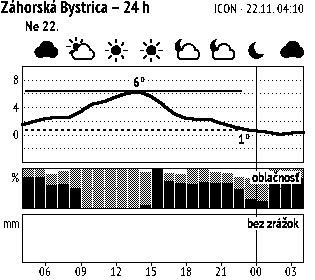 Záhorská Bystrica – 24 h
ICON · 22.11. 04:10
Ne 22.
8
6°
4
1°
0
%
oblačnosť
mm
bez zrážok
06 09 12 15 18 21 00 03